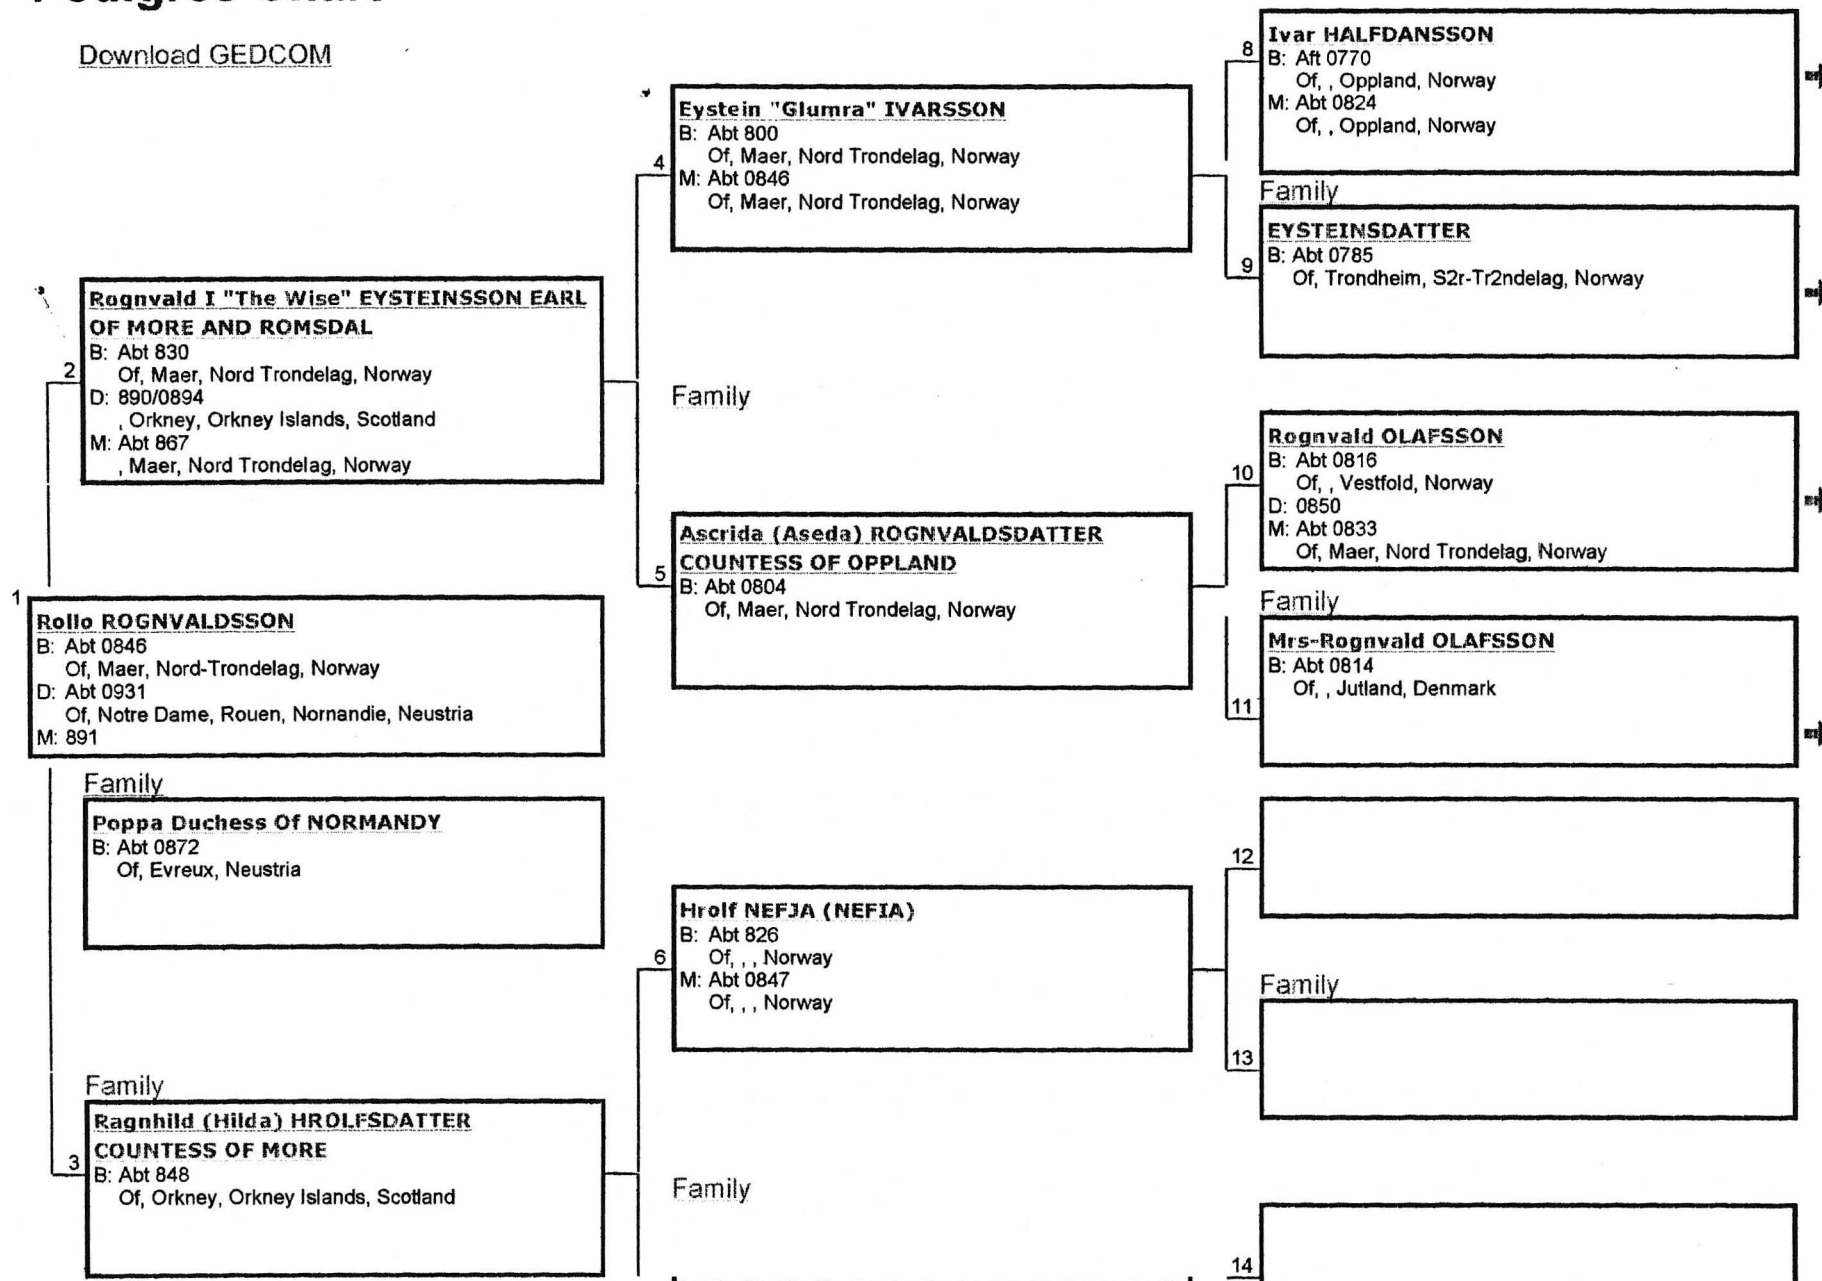 Download GEDCOM
1
Rollo ROGNVALDSSON
B: Abt 0846
Of, Maer, Nord-Trondelag, Norway
D: Abt 0931
Of, Notre Dame, Rouen, Nornandie, Neustria
M: 891
Family
Poppa Duchess Of NORMANDY
B: Abt 0872
Of, Evreux, Neustria
2
Rognvald I "The Wise" EYSTEINSSON EARL
OF MORE AND ROMSDAL
B: Abt 830
Of, Maer, Nord Trondelag, Norway
D: 890/0894
, Orkney, Orkney Islands, Scotland
M: Abt 867
, Maer, Nord Trondelag, Norway
Family
3
Ragnhild (Hilda) HROLFSDATTER
COUNTESS OF MORE
B: Abt 848
Of, Orkney, Orkney Islands, Scotland
4
Eystein "Glumra" IVARSSON
B: Abt 800
Of, Maer, Nord Trondelag, Norway
M: Abt 0846
Of, Maer, Nord Trondelag, Norway
Family
5
Ascrida (Aseda) ROGNVALDSDATTER
COUNTESS OF OPPLAND
B: Abt 0804
Of, Maer, Nord Trondelag, Norway
6
Hrolf NEFJA (NEFIA)
B: Abt 826
Of, , , Norway
M: Abt 0847
Of, , , Norway
Family
8
Ivar HALFDANSSON
B: Aft 0770
Of, , Oppland, Norway
M: Abt 0824
Of, , Oppland, Norway
Family
9
EYSTEINSDATTER
B: Abt 0785
Of, Trondheim, S2r-Tr2ndelag, Norway
10
Rognvald OLAFSSON
B: Abt 0816
Of, , Vestfold, Norway
D: 0850
M: Abt 0833
Of, Maer, Nord Trondelag, Norway
Family
11
Mrs-Rognvald OLAFSSON
B: Abt 0814
Of, , Jutland, Denmark
12
Family
13
14